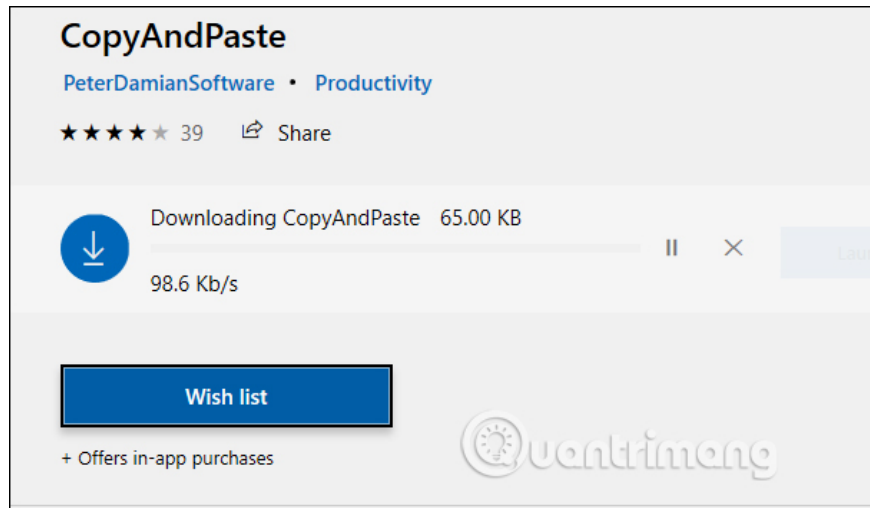 CopyAndPaste
PeterDamianSoftware • Productivity
★★★★★ 39 Share
Downloading CopyAndPaste 65.00 KB
98.6 Kb/s
Wish list
+ Offers in-app purchases
Quantrimang